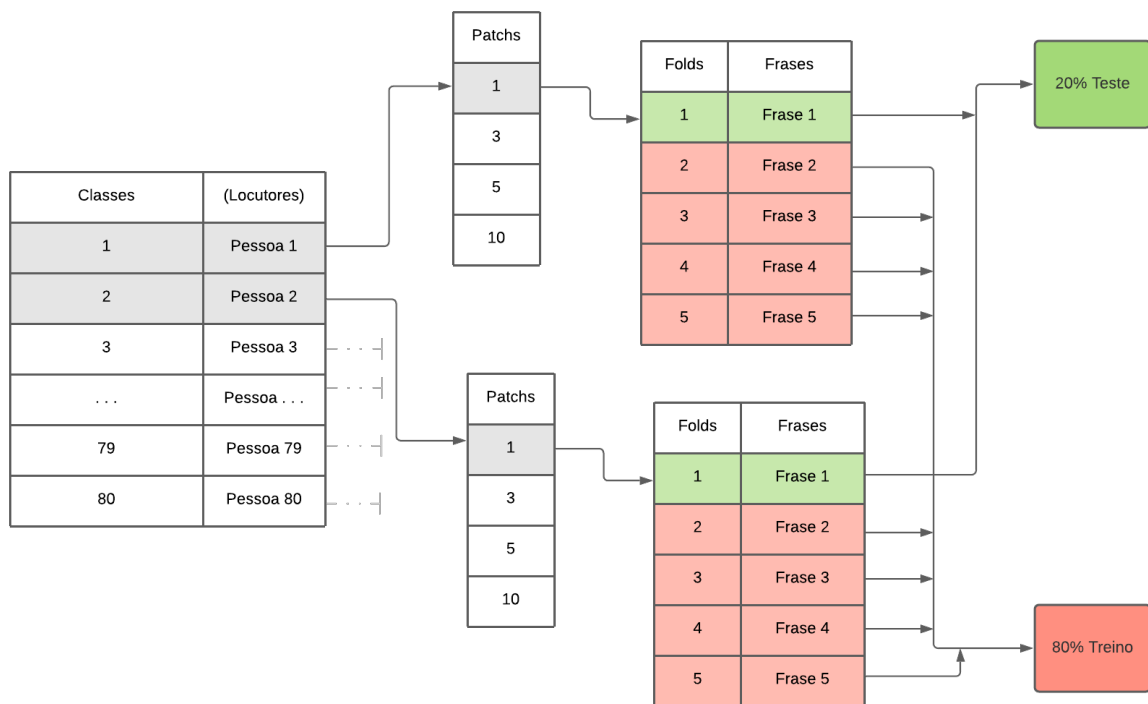 Classes (Locutores)
1 Pessoa 1
2 Pessoa 2
3 Pessoa 3
. . . Pessoa . . .
79 Pessoa 79
80 Pessoa 80
Patchs
1
3
5
10
Folds Frases
1 Frase 1
2 Frase 2
3 Frase 3
4 Frase 4
5 Frase 5
20% Teste
Patchs
1
3
5
10
Folds Frases
1 Frase 1
2 Frase 2
3 Frase 3
4 Frase 4
5 Frase 5
80% Treino